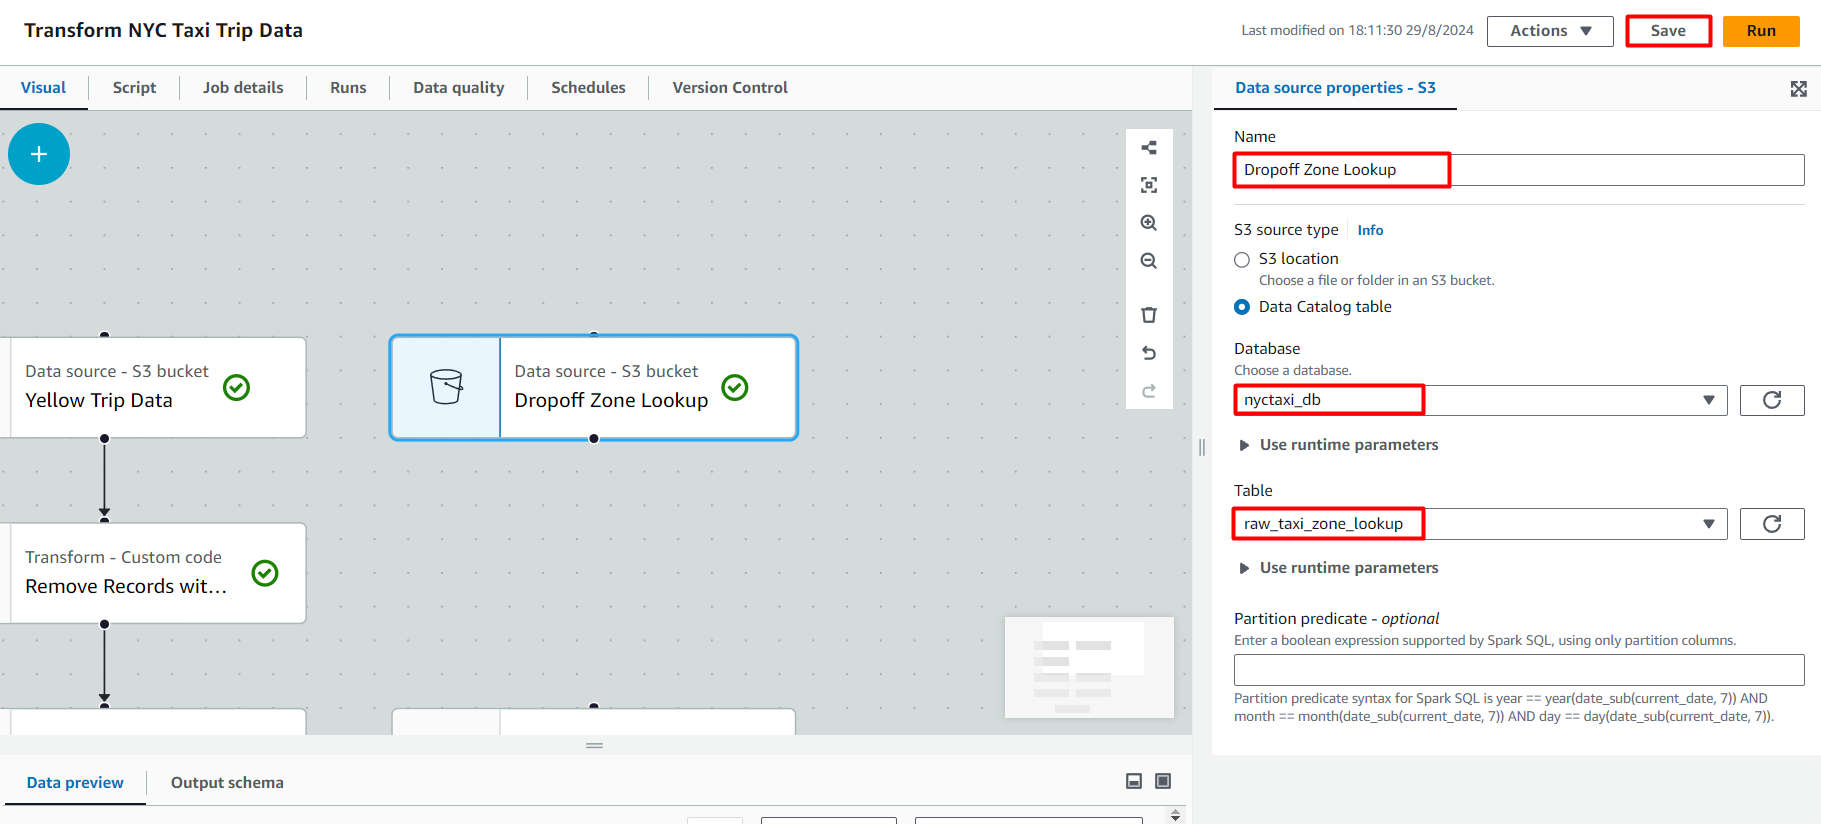 Transform NYC Taxi Trip Data
Last modified on 18:11:30 29/8/2024
Actions
Save
Run
Visual
Script
Job details
Runs
Data quality
Schedules
Version Control
Data source - S3 bucket
Yellow Trip Data
Data source - S3 bucket
Dropoff Zone Lookup
Transform - Custom code
Remove Records wit...
Data preview
Output schema
Data source properties - S3
Name
Dropoff Zone Lookup
S3 source type
Info
S3 location
Choose a file or folder in an S3 bucket.
Data Catalog table
Database
Choose a database.
nyctaxi_db
Use runtime parameters
Table
raw_taxi_zone_lookup
Use runtime parameters
Partition predicate - optional
Enter a boolean expression supported by Spark SQL, using only partition columns.
Partition predicate syntax for Spark SQL is year == year(date_sub(current_date, 7)) AND
month == month(date_sub(current_date, 7)) AND day == day(date_sub(current_date, 7)).